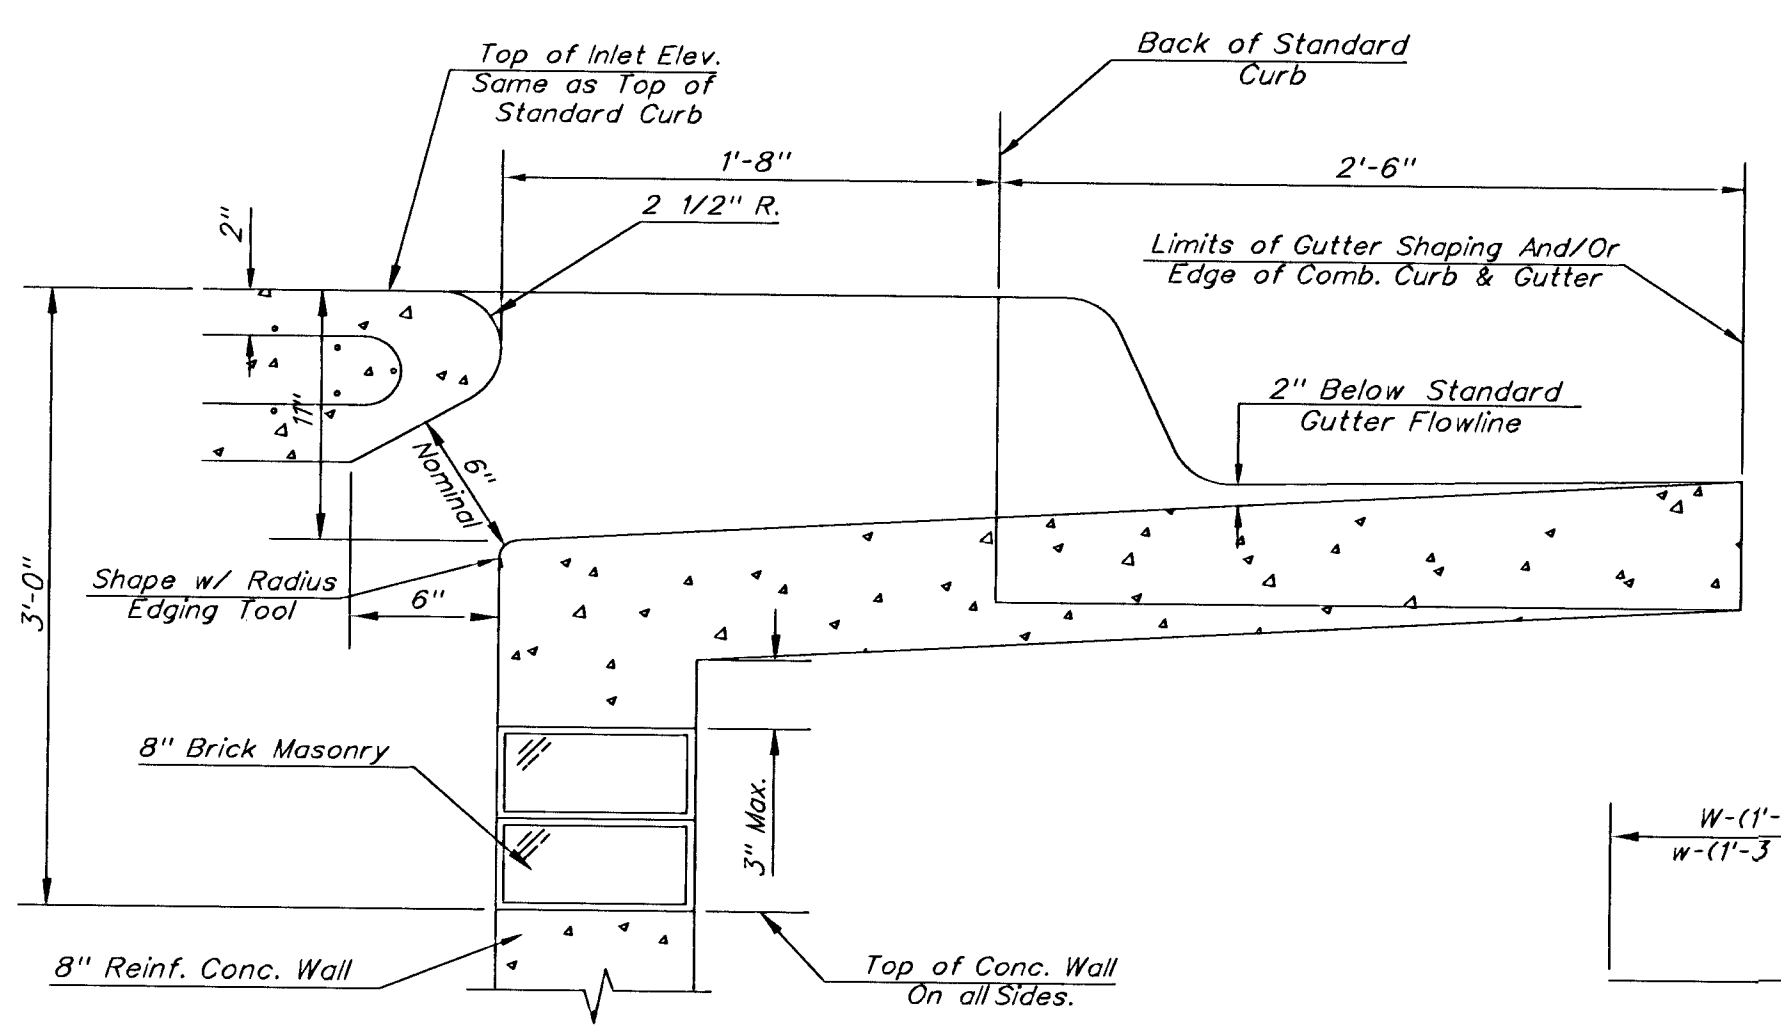 Top of Inlet Elev.
Same as Top of
Standard Curb
Back of Standard
Curb
1'-8"
2'-6"
2 1/2" R.
2"
Limits of Gutter Shaping And/Or
Edge of Comb. Curb & Gutter
2" Below Standard
Gutter Flowline
11"
6"
Nominal
3'-0"
Shape w/ Radius
Edging Tool
6"
8" Brick Masonry
3" Max.
W-(1'-
w-(1'-3
8" Reinf. Conc. Wall
Top of Conc. Wall
On all Sides.